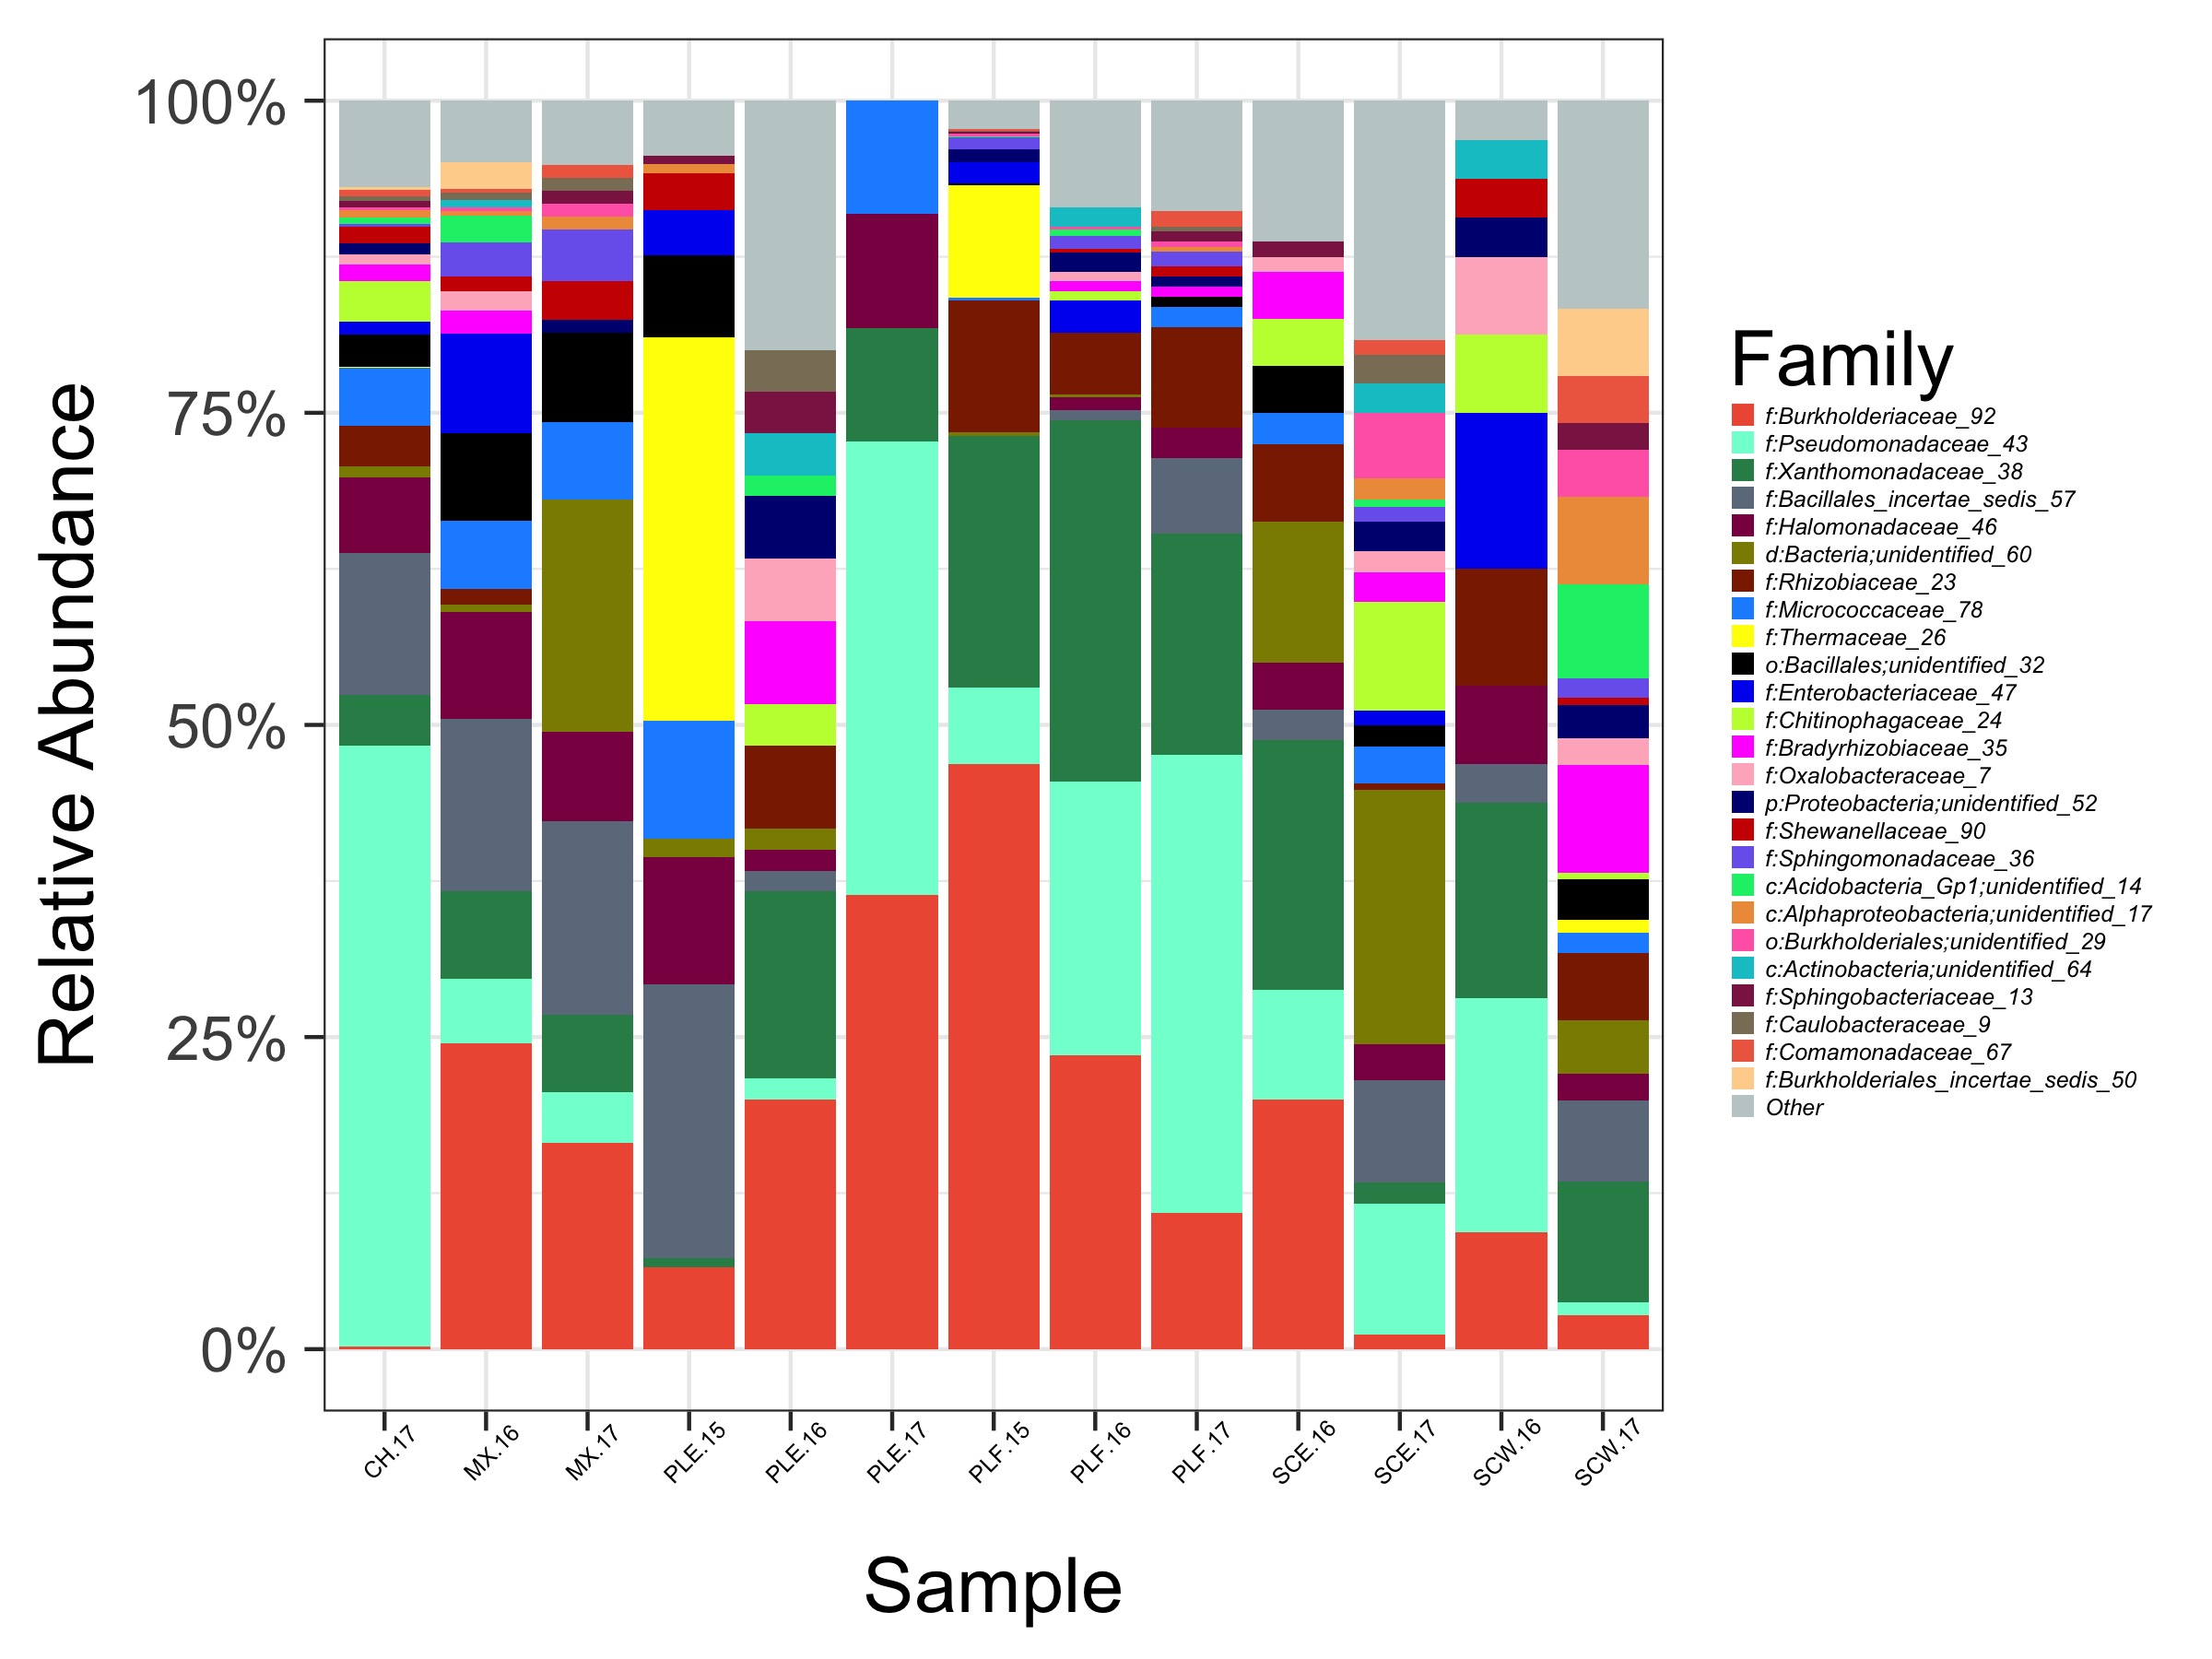 Relative Abundance
100%
75%
50%
25%
0%
CH.17
MX.16
MX.17
PLE.15
PLE.16
PLE.17
PLF.15
PLF.16
PLF.17
SCE.16
SCE.17
SCW.16
SCW.17
Sample
Family
f:Burkholderiaceae_92
f:Pseudomonadaceae_43
f:Xanthomonadaceae_38
f:Bacillales_incertae_sedis_57
f:Halomonadaceae_46
d:Bacteria;unidentified_60
f:Rhizobiaceae_23
f:Micrococcaceae_78
f:Thermaceae_26
o:Bacillales;unidentified_32
f:Enterobacteriaceae_47
f:Chitinophagaceae_24
f:Bradyrhizobiaceae_35
f:Oxalobacteraceae_7
p:Proteobacteria;unidentified_52
f:Shewanellaceae_90
f:Sphingomonadaceae_36
c:Acidobacteria_Gp1;unidentified_14
c:Alphaproteobacteria;unidentified_17
o:Burkholderiales;unidentified_29
c:Actinobacteria;unidentified_64
f:Sphingobacteriaceae_13
f:Caulobacteraceae_9
f:Comamonadaceae_67
f:Burkholderiales_incertae_sedis_50
Other